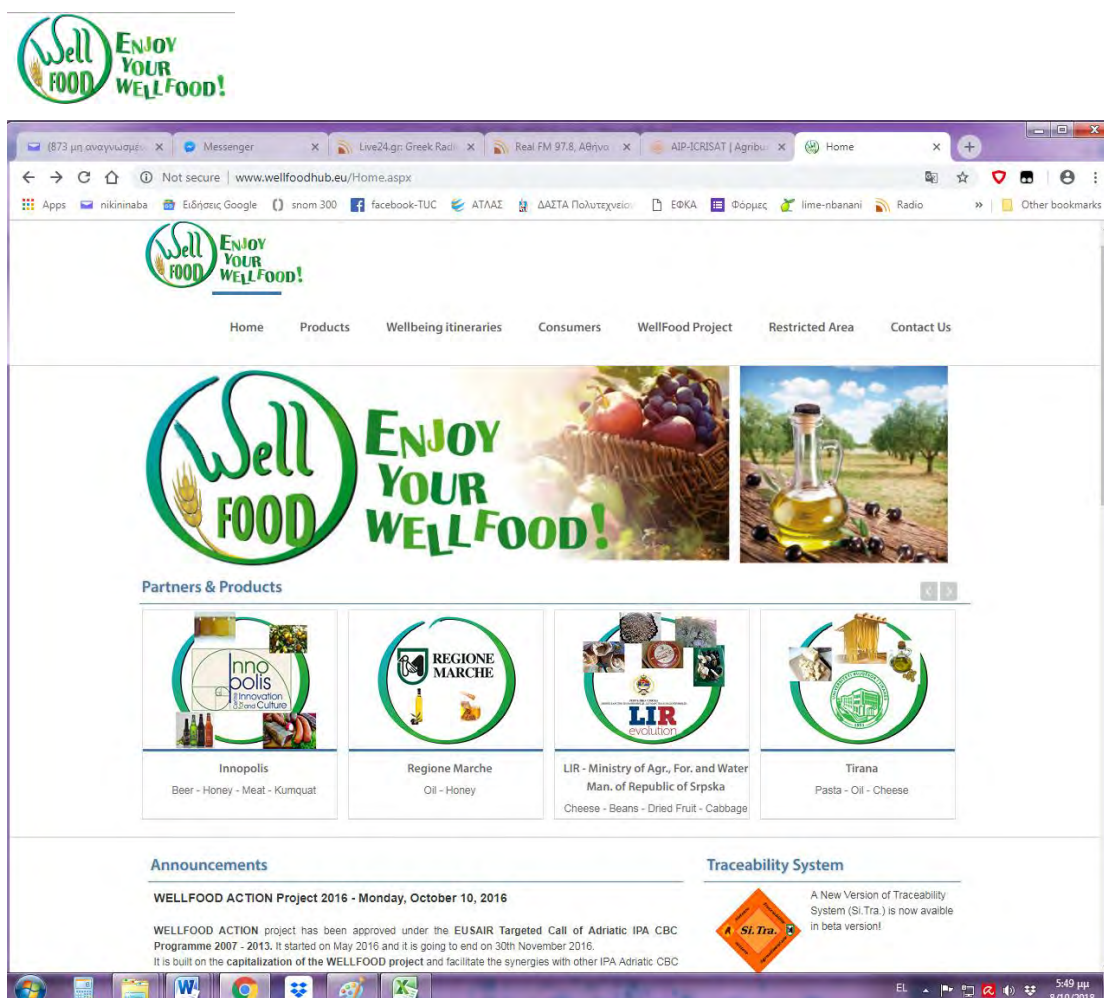 Well FOOD ENJOY YOUR WELLFOOD!
(873 μη αναγνωσμέ
Messenger
Live24.gr: Greek Radi
Real FM 97.8, Αθήνα
AIP-ICRISAT | Agribu
Home
Not secure | www.wellfoodhub.eu/Home.aspx
Apps nikininaba Ειδήσεις Google snom 300 facebook-TUC ΑΤΛΑΣ ΔΑΣΤΑ Πολυτεχνείο ΕΦΚΑ Φόρμες lime-nbanani Radio » Other bookmarks
Well FOOD ENJOY YOUR WELLFOOD!
Home Products Wellbeing itineraries Consumers WellFood Project Restricted Area Contact Us
Well FOOD
ENJOY
YOUR
WELLFOOD!
Partners & Products
Innopolis
Innovation
and Culture
REGIONE
MARCHE
LIR
evolution
Innopolis
Beer - Honey - Meat - Kumquat
Regione Marche
Oil - Honey
LIR - Ministry of Agr., For. and Water
Man. of Republic of Srpska
Cheese - Beans - Dried Fruit - Cabbage
Tirana
Pasta - Oil - Cheese
Announcements
WELLFOOD ACTION Project 2016 - Monday, October 10, 2016
WELLFOOD ACTION project has been approved under the EUSAIR Targeted Call of Adriatic IPA CBC
Programme 2007 - 2013. It started on May 2016 and it is going to end on 30th November 2016.
It is built on the capitalization of the WELLFOOD project and facilitate the synergies with other IPA Adriatic CBC
Traceability System
Si.Tra.
A New Version of Traceability
System (Si.Tra.) is now avaible
in beta version!
EL
5:49 μμ
8/10/2018